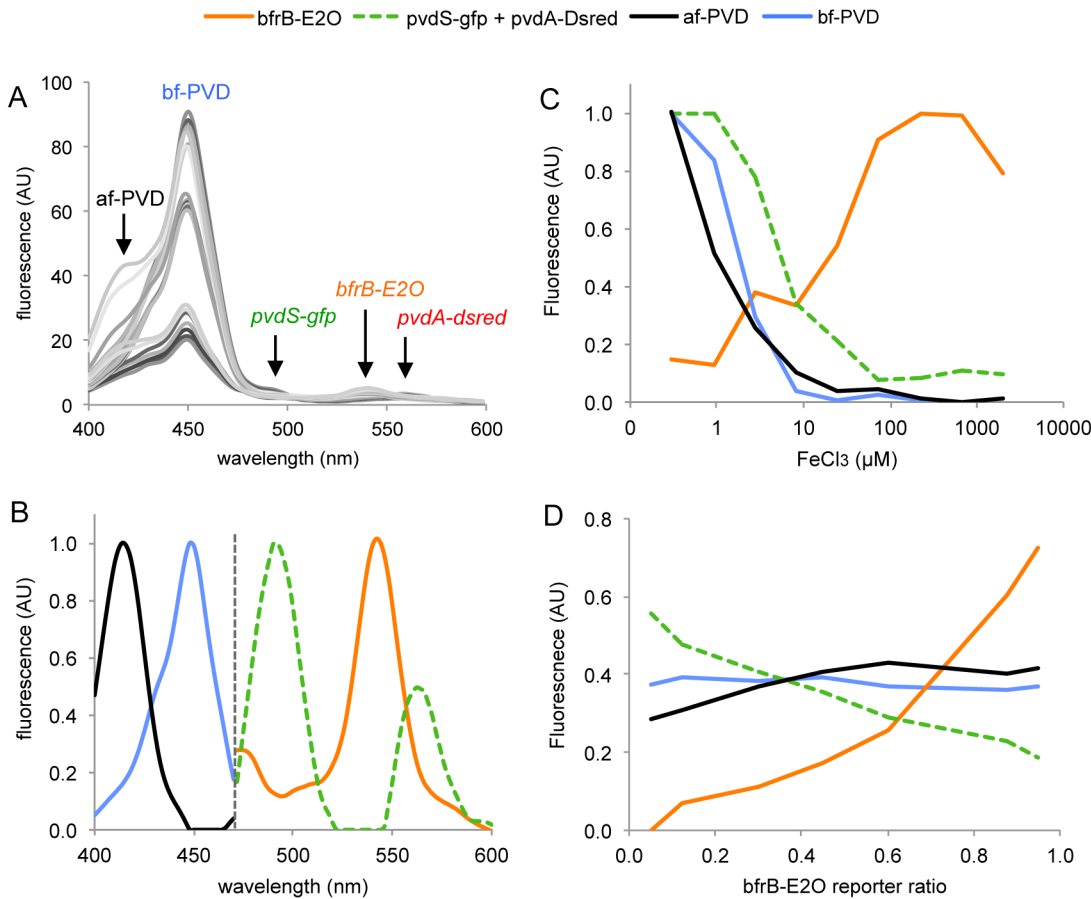 bfrB-E2O pvdS-gfp + pvdA-Dsred af-PVD bf-PVD
A
fluorescence (AU)
100
80
60
40
20
0
bf-PVD
af-PVD
bfrB-E2O
pvdS-gfp
pvdA-dsred
400 450 500 550 600
wavelength (nm)
B
fluorescence (AU)
1.0
0.8
0.6
0.4
0.2
0.0
400 450 500 550 600
wavelength (nm)
C
Fluorescence (AU)
1.0
0.8
0.6
0.4
0.2
0.0
0 1 10 100 1000 10000
FeCl3 (µM)
D
Fluorescnece (AU)
0.8
0.6
0.4
0.2
0.0
0.0 0.2 0.4 0.6 0.8 1.0
bfrB-E2O reporter ratio